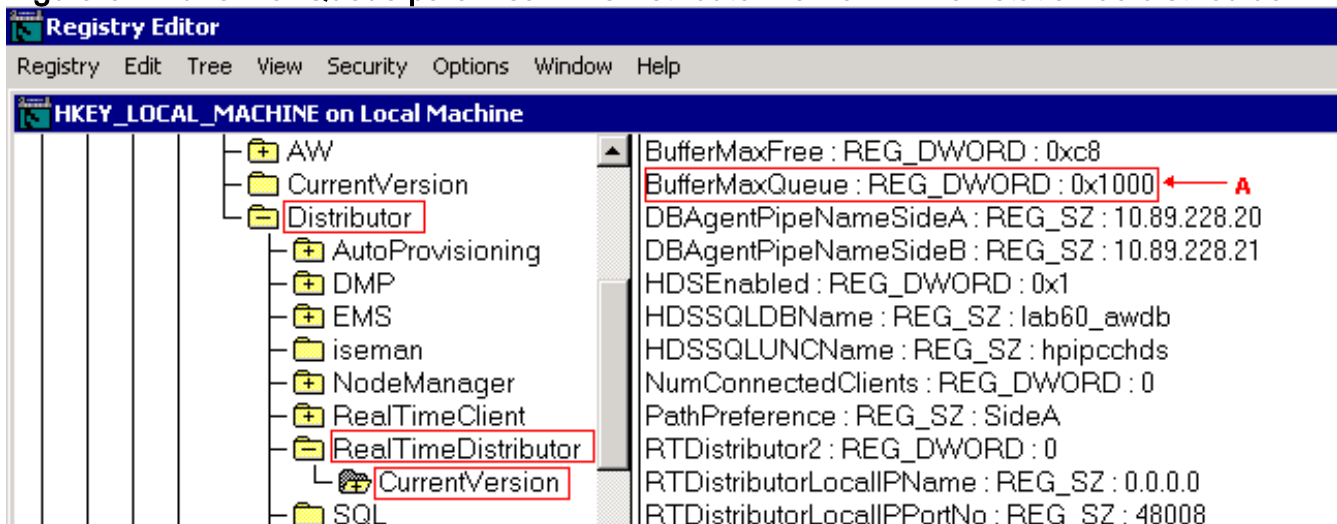 Registry Editor
Registry Edit Tree View Security Options Window Help
HKEY_LOCAL_MACHINE on Local Machine
AW
CurrentVersion
Distributor
AutoProvisioning
DMP
EMS
iseman
NodeManager
RealTimeClient
RealTimeDistributor
CurrentVersion
SQL
BufferMaxFree : REG_DWORD : 0xc8
BufferMaxQueue : REG_DWORD : 0x1000 A
DBAgentPipeNameSideA : REG_SZ : 10.89.228.20
DBAgentPipeNameSideB : REG_SZ : 10.89.228.21
HDSEnabled : REG_DWORD : 0x1
HDSSQLDBName : REG_SZ : lab60_awdb
HDSSQLUNCName : REG_SZ : hpipcchds
NumConnectedClients : REG_DWORD : 0
PathPreference : REG_SZ : SideA
RTDistributor2 : REG_DWORD : 0
RTDistributorLocalIPName : REG_SZ : 0.0.0.0
RTDistributorLocalIPPortNo : REG_SZ : 48008